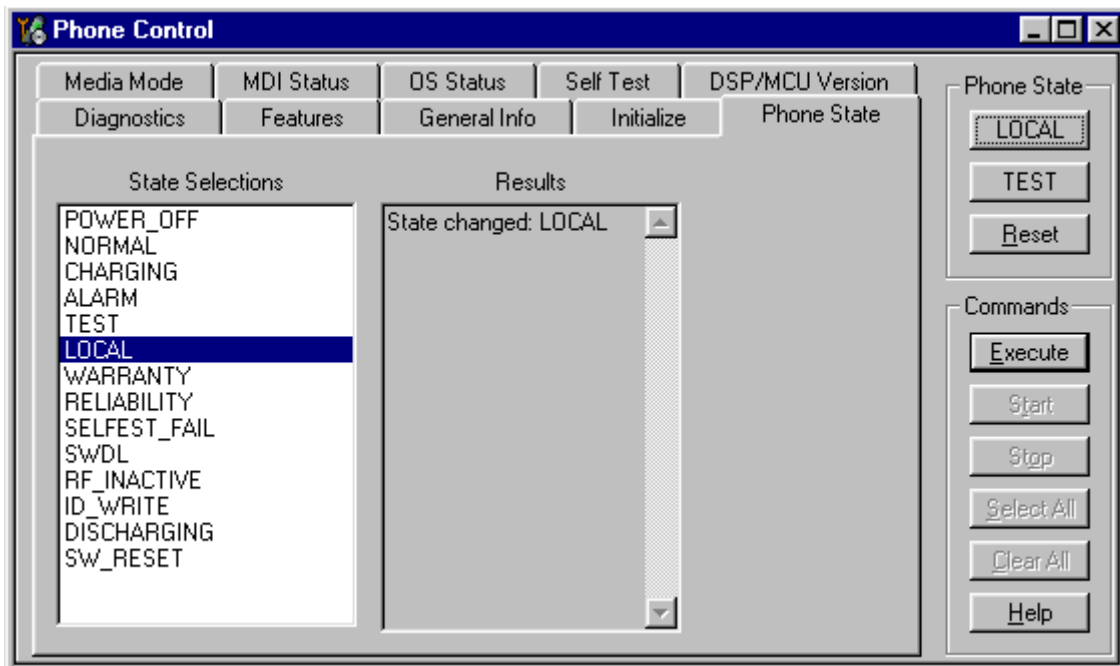 Phone Control
Media Mode
MDI Status
OS Status
Self Test
DSP/MCU Version
Diagnostics
Features
General Info
Initialize
Phone State
State Selections
POWER_OFF
NORMAL
CHARGING
ALARM
TEST
LOCAL
WARRANTY
RELIABILITY
SELFEST_FAIL
SWDL
RF_INACTIVE
ID_WRITE
DISCHARGING
SW_RESET
Results
State changed: LOCAL
Phone State
LOCAL
TEST
Reset
Commands
Execute
Start
Stop
Select All
Clear All
Help